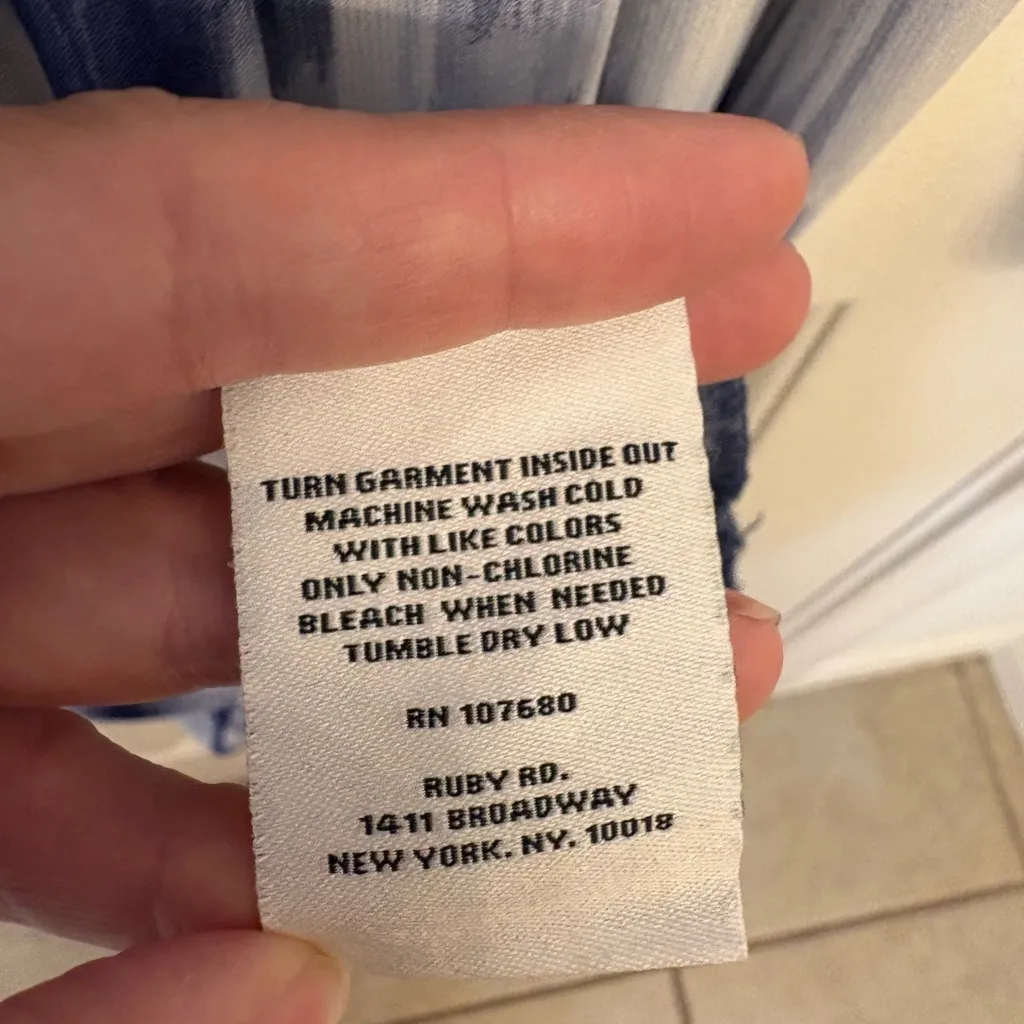 TURN GARMENT INSIDE OUT
MACHINE WASH COLD
WITH LIKE COLORS
ONLY NON-CHLORINE
BLEACH WHEN NEEDED
TUMBLE DRY LOW
RN 107680
RUBY RD.
1411 BROADWAY
NEW YORK. NY. 10018